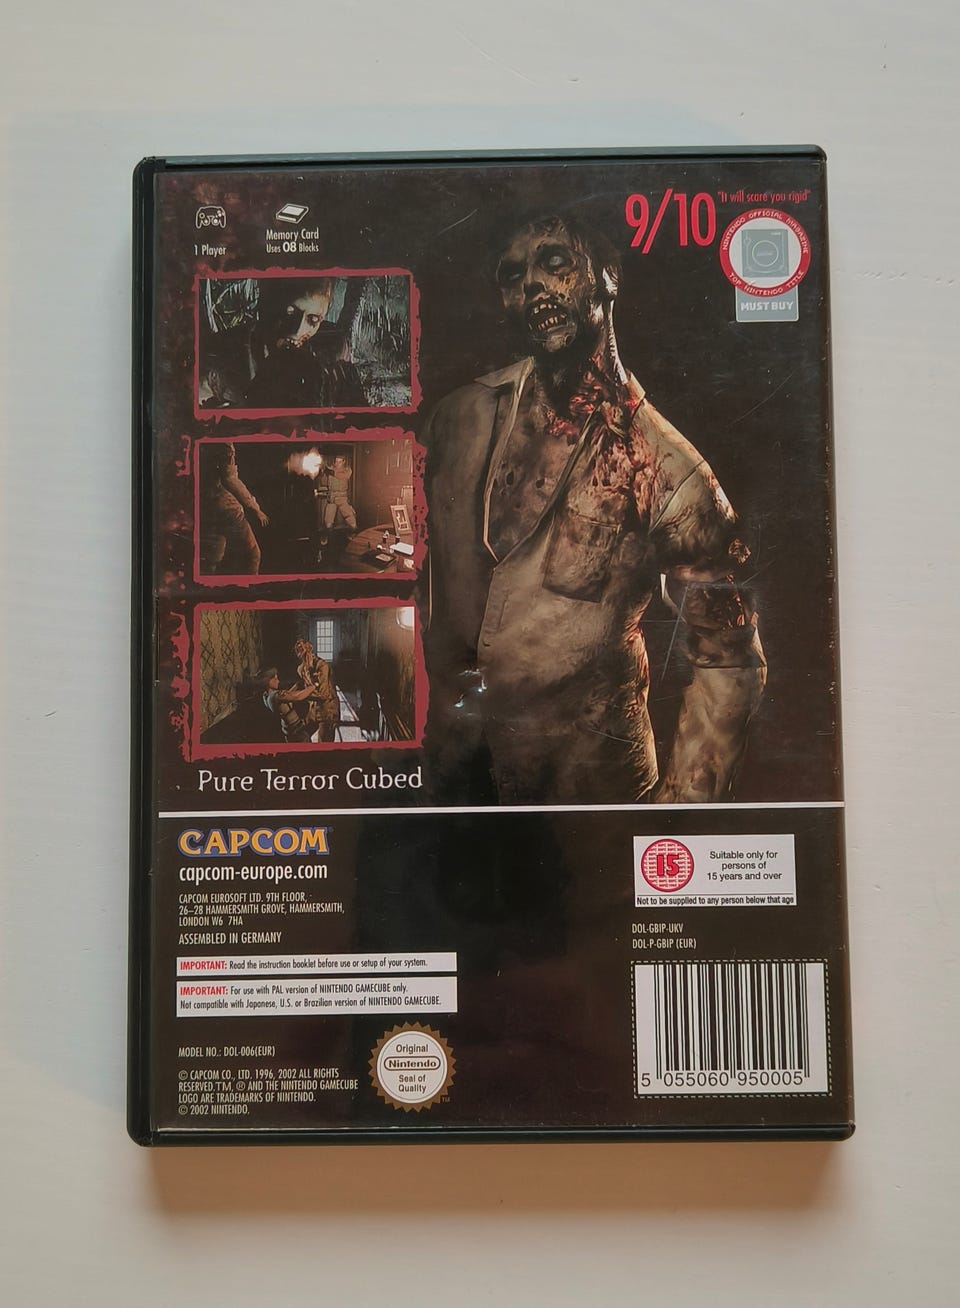 9/10
"It will scare you rigid"
NINTENDO OFFICIAL MAGAZINE
TOP NINTENDO TITLE
MUST BUY
1 Player
Memory Card
Uses 08 Blocks
Pure Terror Cubed
CAPCOM
capcom-europe.com
CAPCOM EUROSOFT LTD. 9TH FLOOR,
26–28 HAMMERSMITH GROVE, HAMMERSMITH,
LONDON W6 7HA
ASSEMBLED IN GERMANY
IMPORTANT: Read the instruction booklet before use or setup of your system.
IMPORTANT: For use with PAL version of NINTENDO GAMECUBE only.
Not compatible with Japanese, U.S. or Brazilian version of NINTENDO GAMECUBE.
MODEL NO.: DOL-006(EUR)
© CAPCOM CO., LTD. 1996, 2002 ALL RIGHTS
RESERVED.TM, ® AND THE NINTENDO GAMECUBE
LOGO ARE TRADEMARKS OF NINTENDO.
© 2002 NINTENDO.
Original
Nintendo
Seal of
Quality
TM
15
Suitable only for
persons of
15 years and over
Not to be supplied to any person below that age
DOL-GBIP-UKV
DOL-P-GBIP (EUR)
5 055060 950005